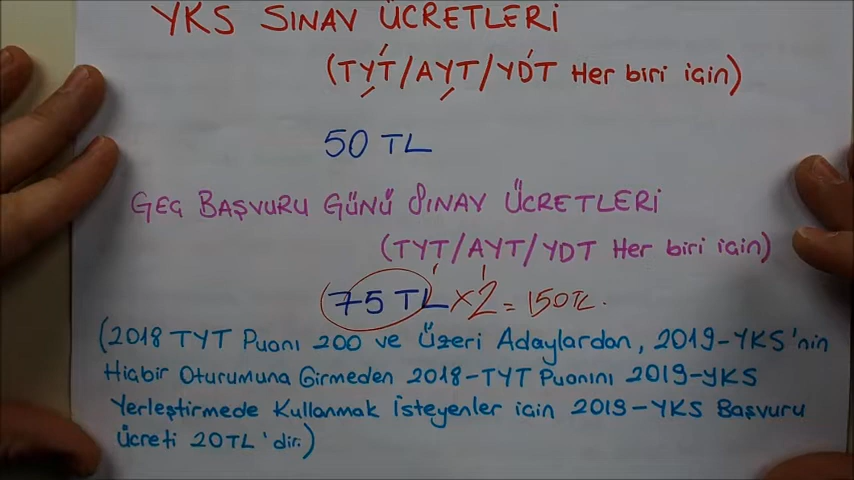 YKS SINAV ÜCRETLERİ
(TYT/AYT/YDT Her biri için)
50 TL
GEÇ BAŞVURU GÜNÜ SINAV ÜCRETLERİ
(TYT/AYT/YDT Her biri için)
75 TL x2 = 150TL.
(2018 TYT Puanı 200 ve Üzeri Adaylardan, 2019-YKS'nin
Hiçbir Oturumuna Girmeden 2018-TYT Puanını 2019-YKS
Yerleştirmede Kullanmak İsteyenler için 2019-YKS Başvuru
Ücreti 20TL'dir.)